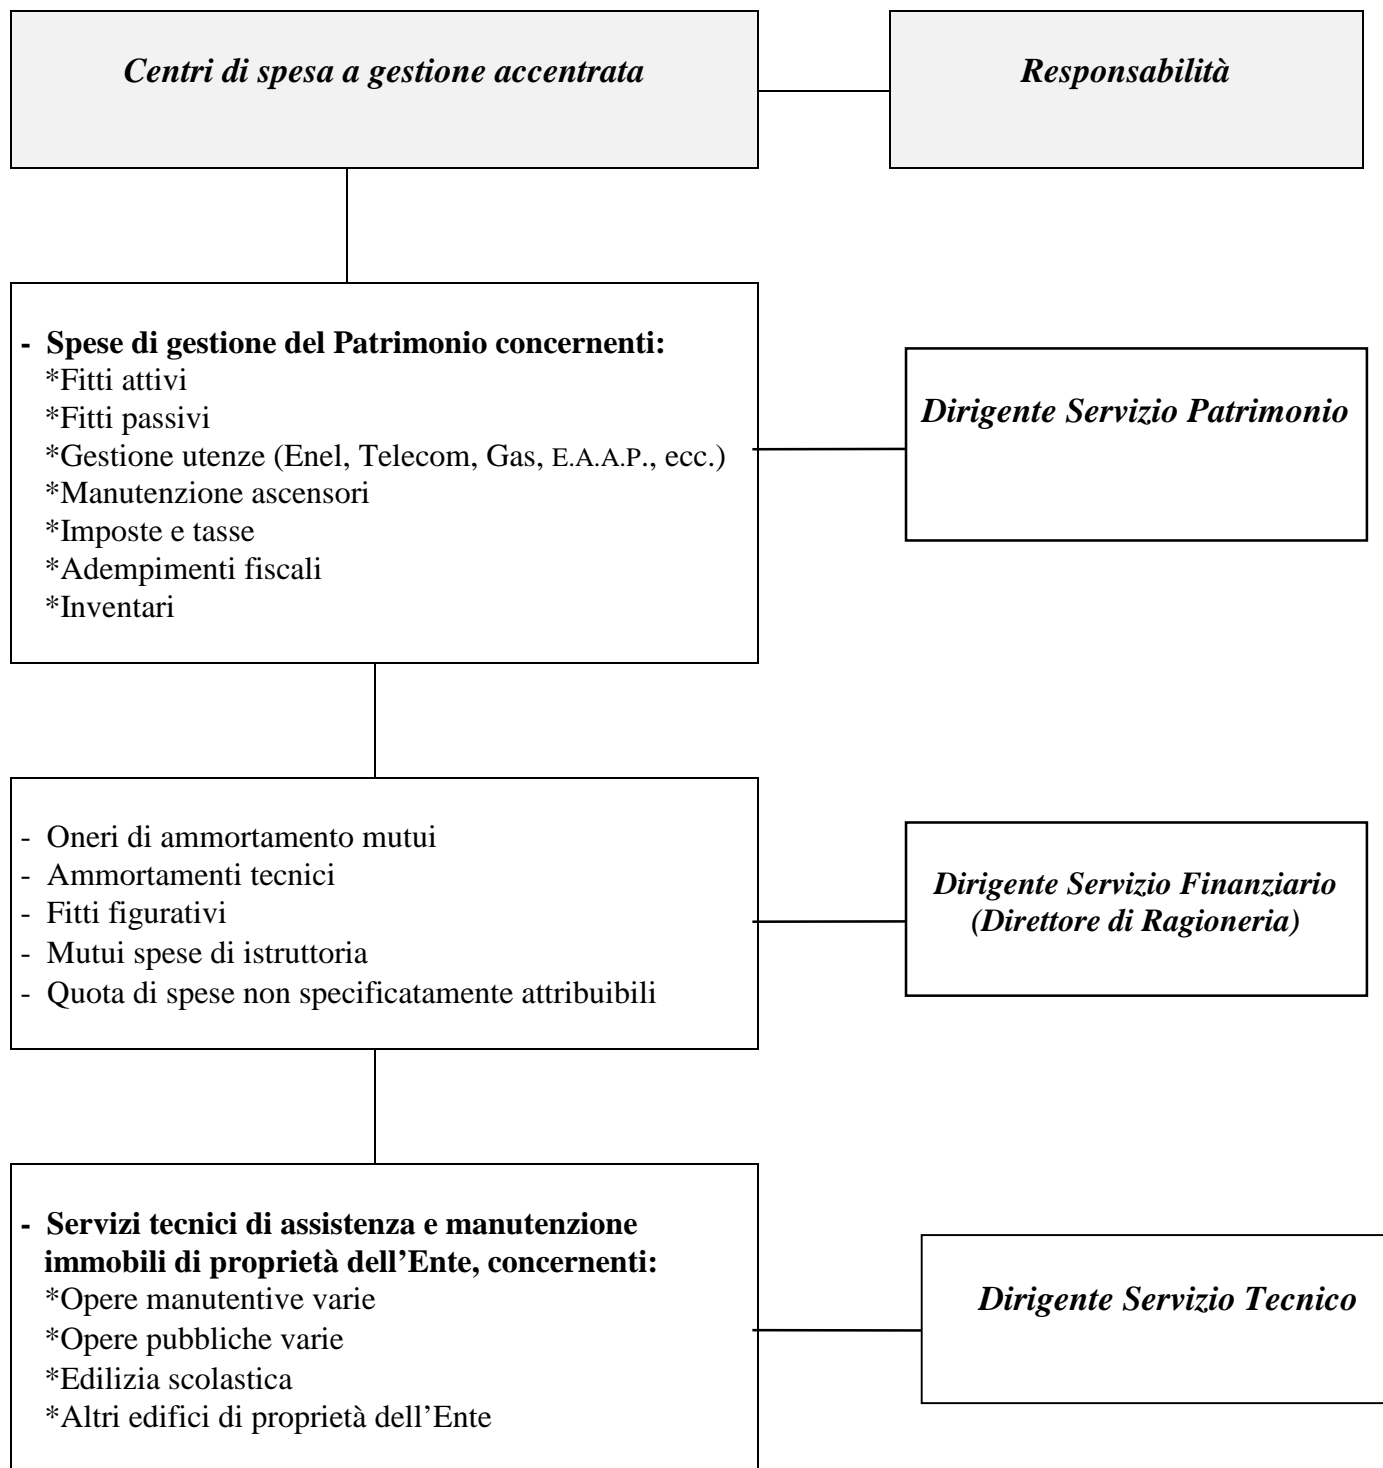 Centri di spesa a gestione accentrata
Responsabilità
- Spese di gestione del Patrimonio concernenti:
*Fitti attivi
*Fitti passivi
*Gestione utenze (Enel, Telecom, Gas, E.A.A.P., ecc.)
*Manutenzione ascensori
*Imposte e tasse
*Adempimenti fiscali
*Inventari
Dirigente Servizio Patrimonio
- Oneri di ammortamento mutui
- Ammortamenti tecnici
- Fitti figurativi
- Mutui spese di istruttoria
- Quota di spese non specificatamente attribuibili
Dirigente Servizio Finanziario
(Direttore di Ragioneria)
- Servizi tecnici di assistenza e manutenzione
immobili di proprietà dell’Ente, concernenti:
*Opere manutentive varie
*Opere pubbliche varie
*Edilizia scolastica
*Altri edifici di proprietà dell’Ente
Dirigente Servizio Tecnico